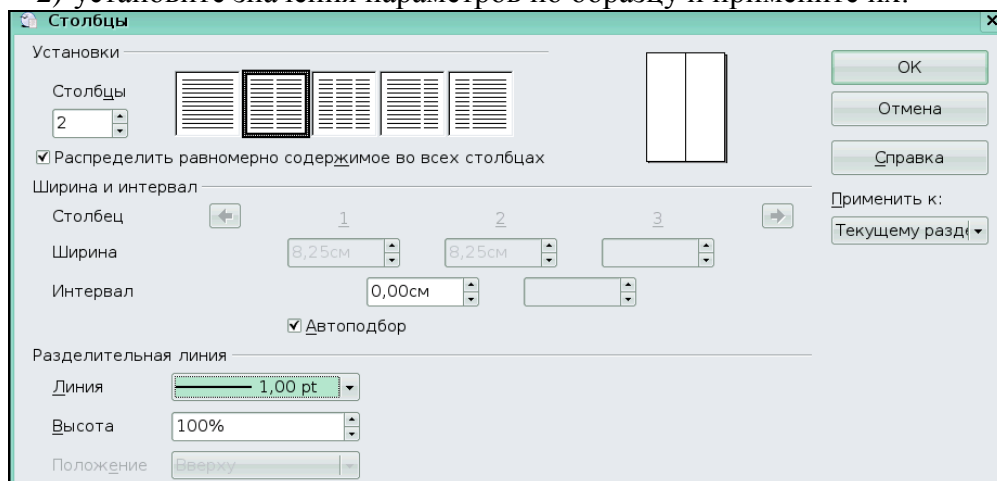 2) установите значения параметров по образцу и примените их.
Столбцы
Установки
Столбцы
2
Распределить равномерно содержимое во всех столбцах
OK
Отмена
Справка
Применить к:
Текущему разде
Ширина и интервал
Столбец 1 2 3
Ширина 8,25см 8,25см
Интервал 0,00см
Автоподбор
Разделительная линия
Линия 1,00 pt
Высота 100%
Положение Вверху